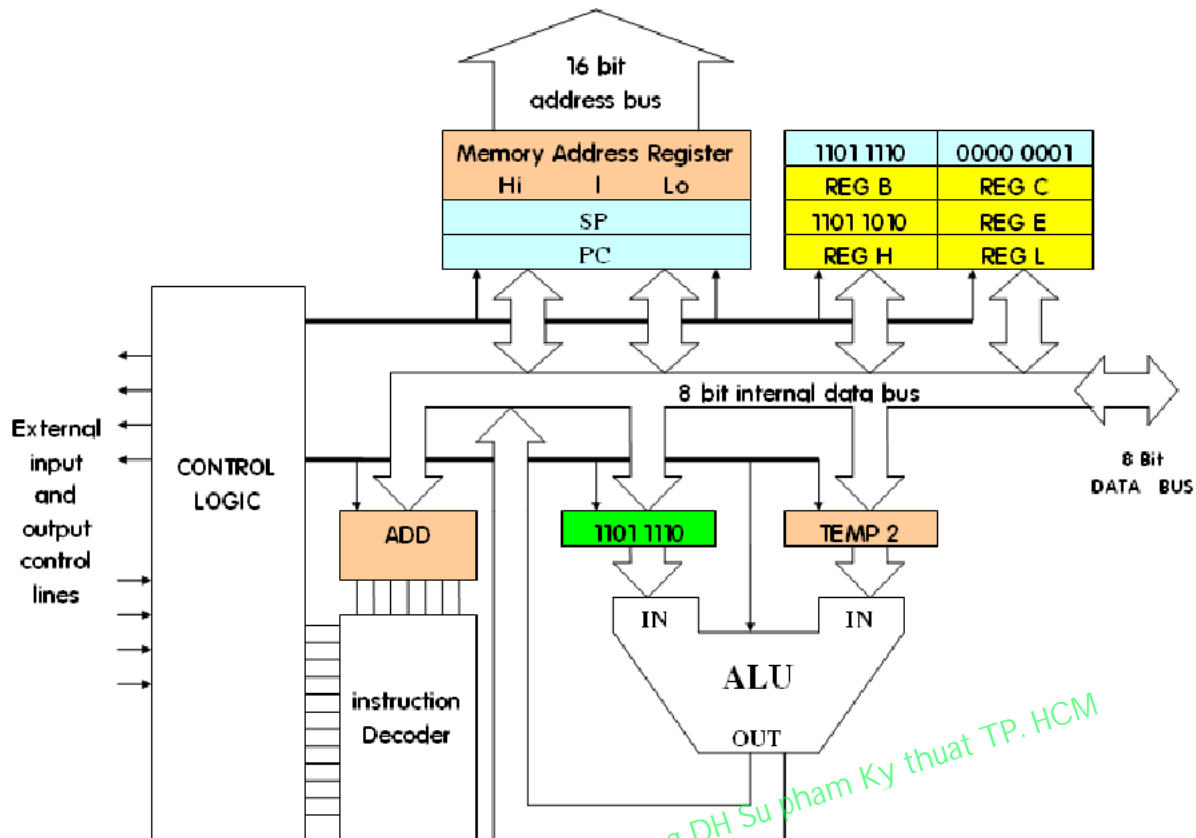 16 bit
address bus
Memory Address Register
Hi I Lo
SP
PC
1101 1110 0000 0001
REG B REG C
1101 1010 REG E
REG H REG L
8 bit internal data bus
8 Bit
DATA BUS
External
input
and
output
control
lines
CONTROL
LOGIC
ADD
1101 1110
TEMP 2
IN IN
ALU
OUT
instruction
Decoder
DH Su pham Ky thuat TP. HCM